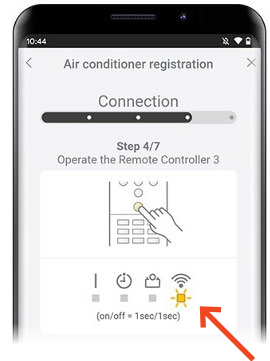 10:44
Air conditioner registration
Connection
Step 4/7
Operate the Remote Controller 3
(on/off = 1sec/1sec)